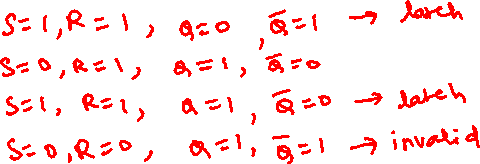 S=1, R=1, Q=0, Q̅=1 → latch
S=0, R=1, Q=1, Q̅=0
S=1, R=1, Q=1, Q̅=0 → latch
S=0, R=0, Q=1, Q̅=1 → invalid